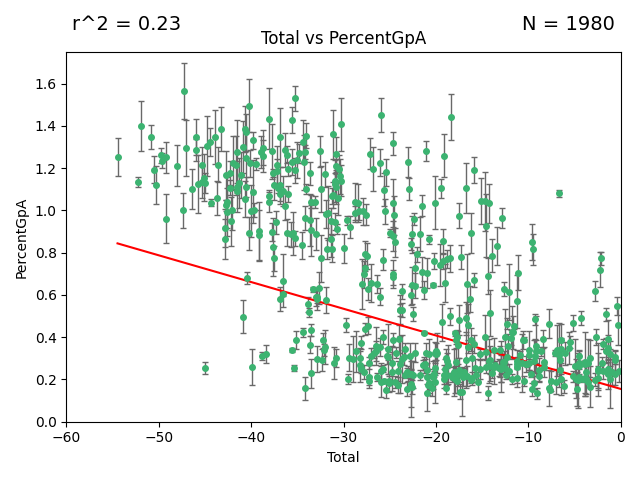 r^2 = 0.23
N = 1980
Total vs PercentGpA
PercentGpA
1.6
1.4
1.2
1.0
0.8
0.6
0.4
0.2
0.0
−60 −50 −40 −30 −20 −10 0
Total